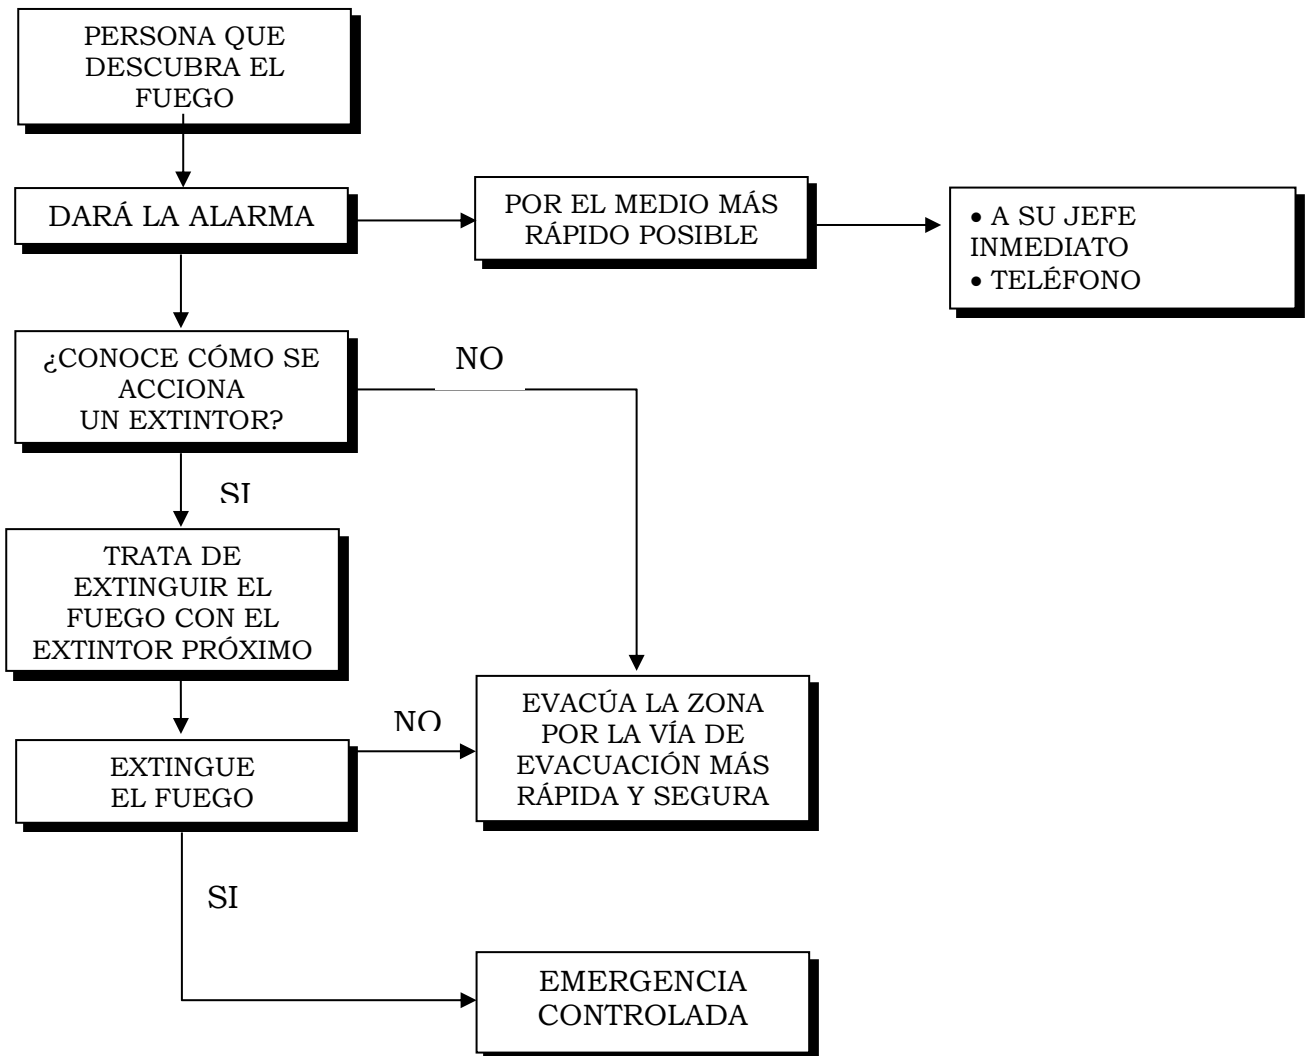 PERSONA QUE
DESCUBRA EL
FUEGO
DARÁ LA ALARMA
POR EL MEDIO MÁS
RÁPIDO POSIBLE
• A SU JEFE
INMEDIATO
• TELÉFONO
¿CONOCE CÓMO SE
ACCIONA
UN EXTINTOR?
NO
SI
TRATA DE
EXTINGUIR EL
FUEGO CON EL
EXTINTOR PRÓXIMO
NO
EVACÚA LA ZONA
POR LA VÍA DE
EVACUACIÓN MÁS
RÁPIDA Y SEGURA
EXTINGUE
EL FUEGO
SI
EMERGENCIA
CONTROLADA